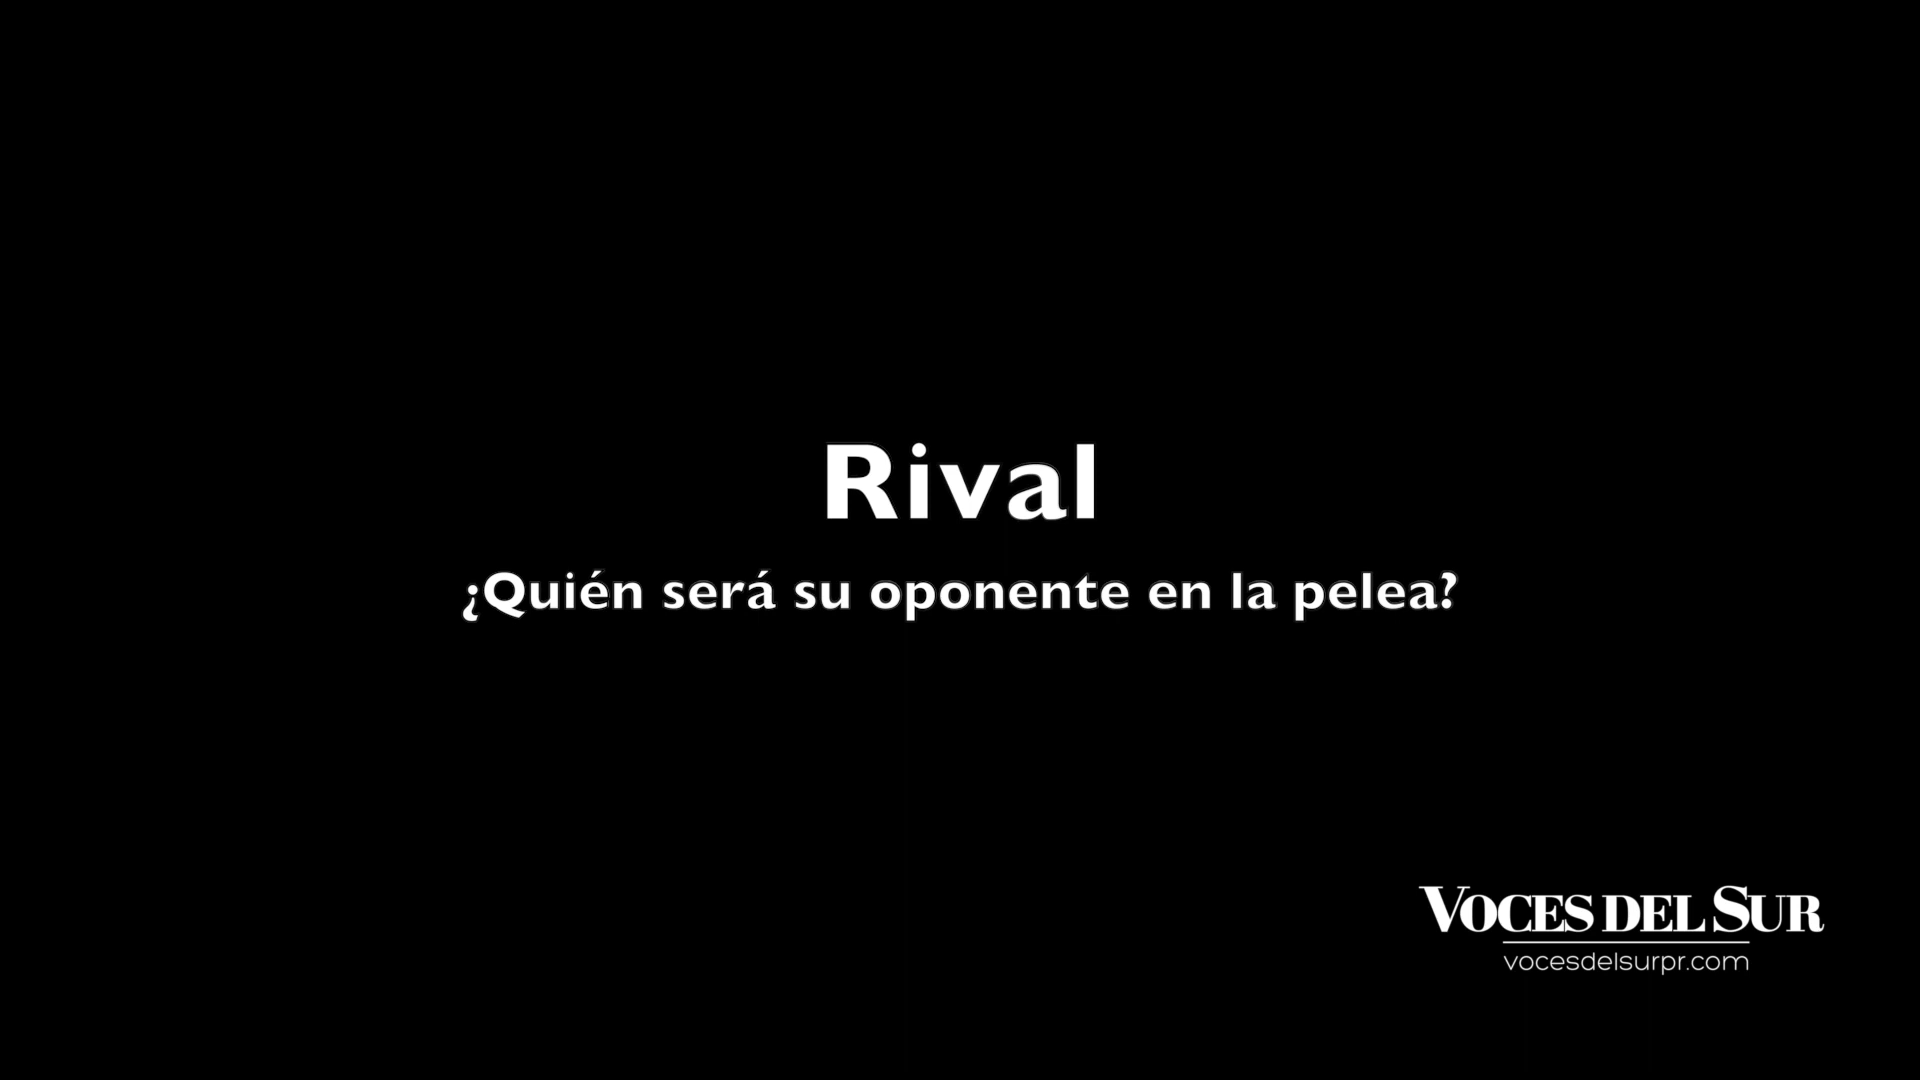 Rival
¿Quién será su oponente en la pelea?
VOCES DEL SUR
vocesdelsurpr.com